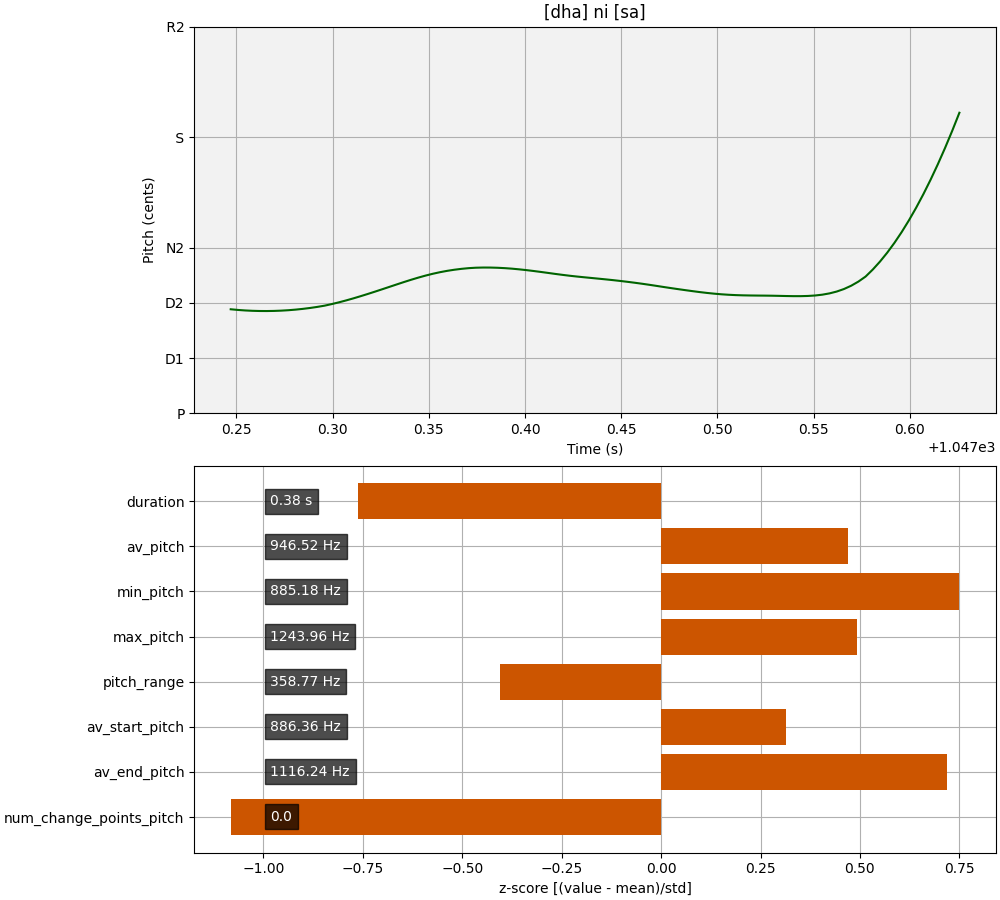 [dha] ni [sa]
R2
S
N2
D2
D1
P
Pitch (cents)
0.25 0.30 0.35 0.40 0.45 0.50 0.55 0.60
Time (s)
+1.047e3
duration 0.38 s
av_pitch 946.52 Hz
min_pitch 885.18 Hz
max_pitch 1243.96 Hz
pitch_range 358.77 Hz
av_start_pitch 886.36 Hz
av_end_pitch 1116.24 Hz
num_change_points_pitch 0.0
−1.00 −0.75 −0.50 −0.25 0.00 0.25 0.50 0.75
z-score [(value - mean)/std]